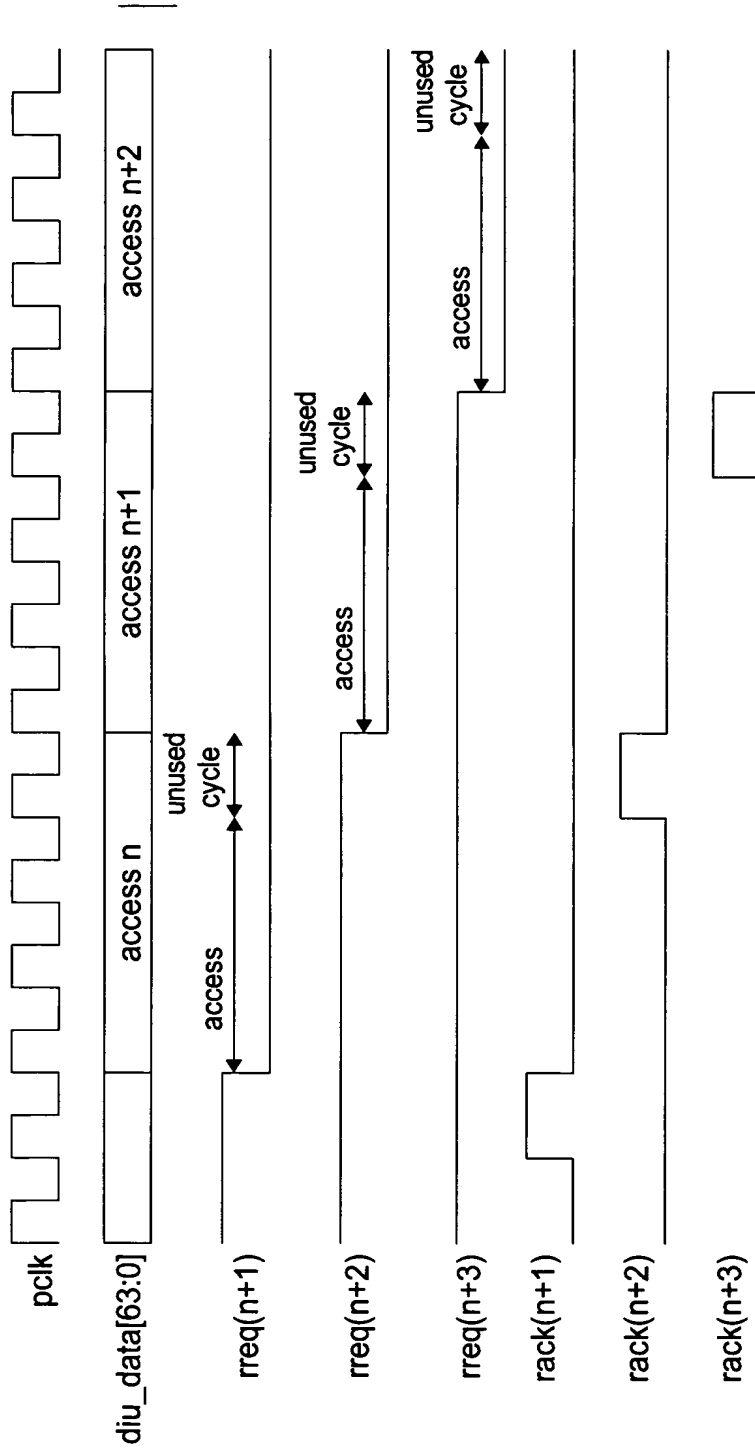 pclk
diu_data[63:0]
access n
access n+1
access n+2
rreq(n+1)
access
unused
cycle
rreq(n+2)
access
unused
cycle
rreq(n+3)
access
unused
cycle
rack(n+1)
rack(n+2)
rack(n+3)